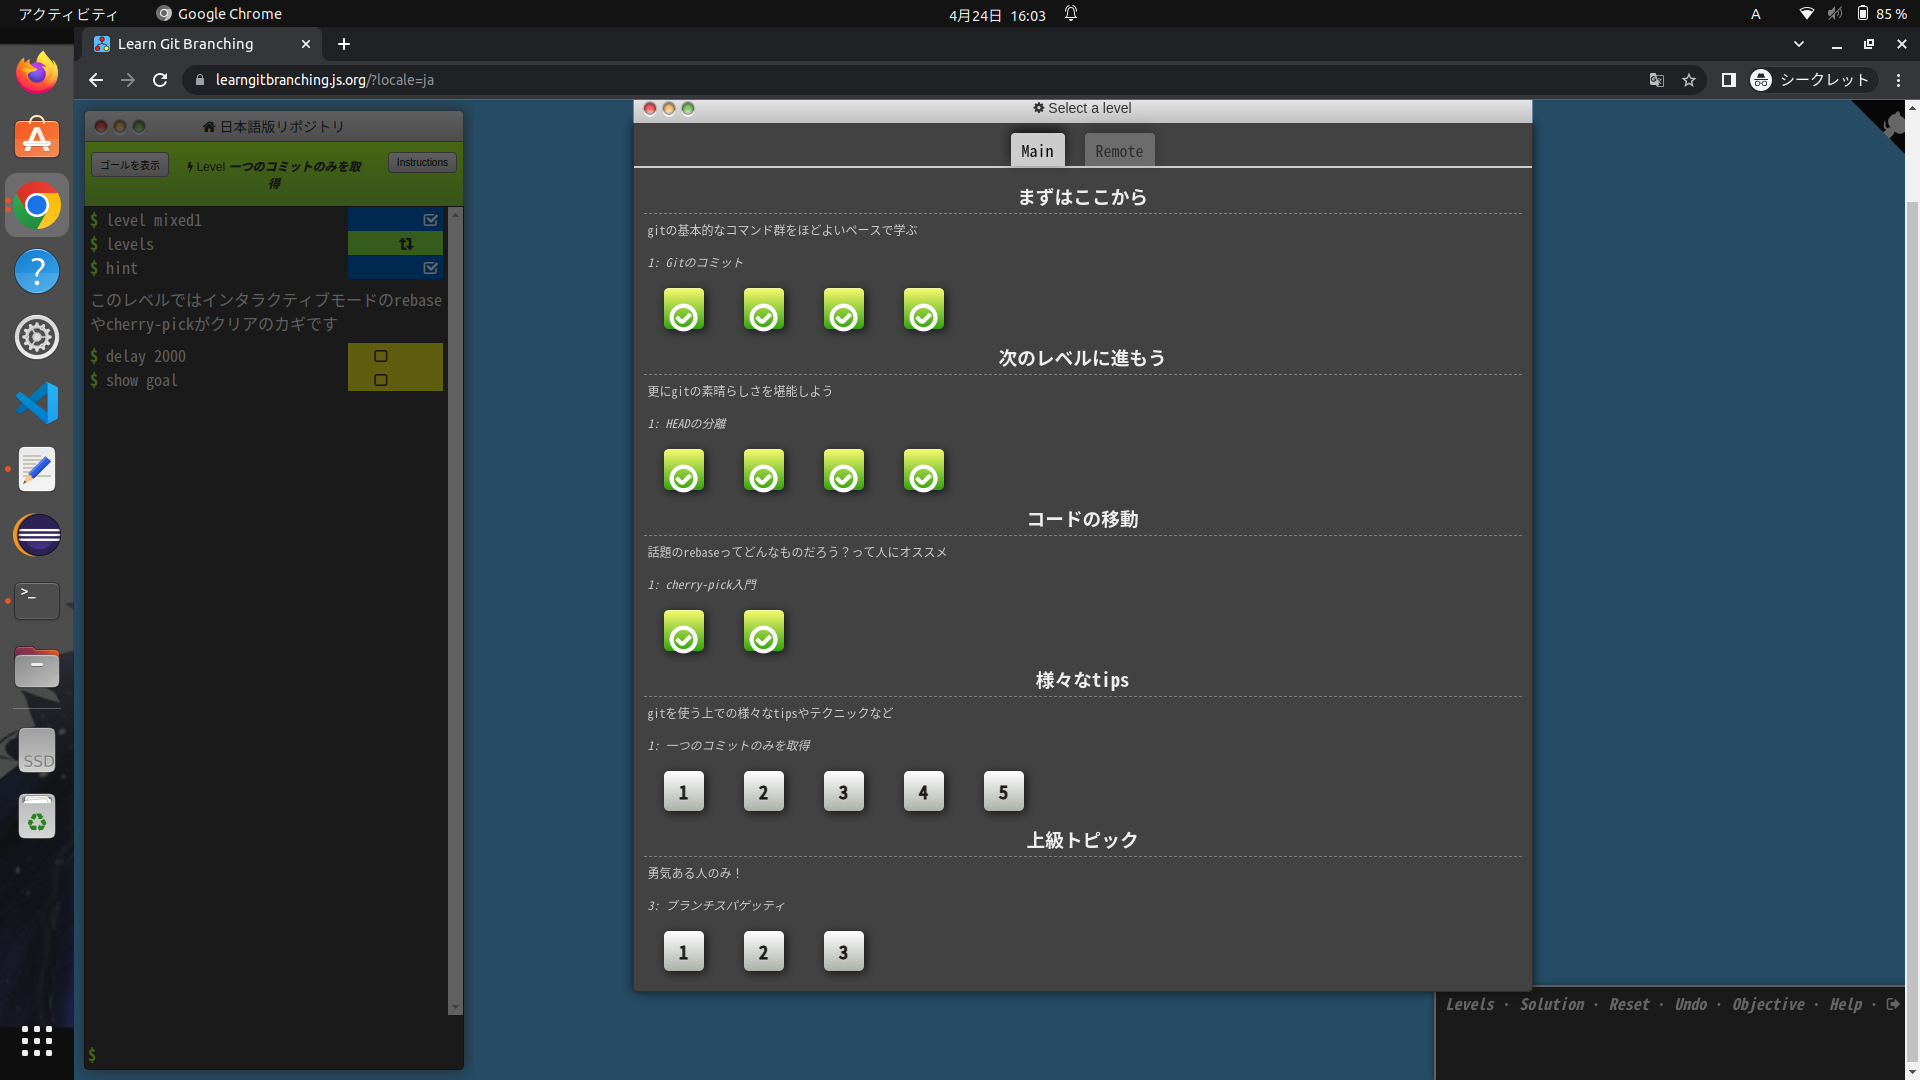 アクティビティ
Google Chrome
4月24日 16:03
A
85 %
Learn Git Branching
learngitbranching.js.org/?locale=ja
シークレット
日本語版リポジトリ
ゴールを表示
Level 一つのコミットのみを取
得
Instructions
$ level mixed1
$ levels
$ hint
このレベルではインタラクティブモードのrebase
やcherry-pickがクリアのカギです
$ delay 2000
$ show goal
$
Select a level
Main
Remote
まずはここから
gitの基本的なコマンド群をほどよいペースで学ぶ
1: Gitのコミット
次のレベルに進もう
更にgitの素晴らしさを堪能しよう
1: HEADの分離
コードの移動
話題のrebaseってどんなものだろう？って人にオススメ
1: cherry-pick入門
様々なtips
gitを使う上での様々なtipsやテクニックなど
1: 一つのコミットのみを取得
1 2 3 4 5
上級トピック
勇気ある人のみ！
3: ブランチスパゲッティ
1 2 3
Levels · Solution · Reset · Undo · Objective · Help ·
SSD